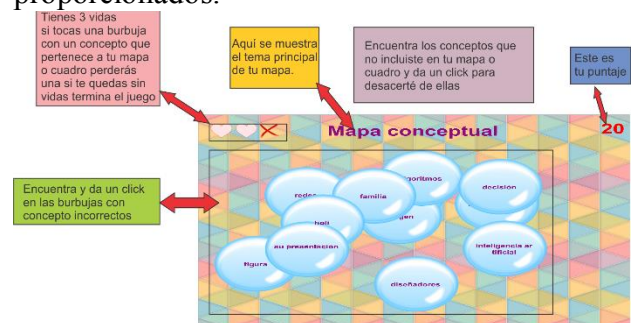 proporcionados.
Tienes 3 vidas
si tocas una burbuja
con un concepto que
pertenece a tu mapa
o cuadro perderás
una si te quedas sin
vidas termina el juego
Aquí se muestra
el tema principal
de tu mapa.
Encuentra los conceptos que
no incluiste en tu mapa o
cuadro y da un click para
desacerté de ellas
Este es
tu puntaje
Mapa conceptual
20
Encuentra y da un click
en las burbujas con
concepto incorrectos
goritmos
decisión
redes
familia
holi
gen
su presentacion
inteligencia ar
tificial
figura
diseñadores